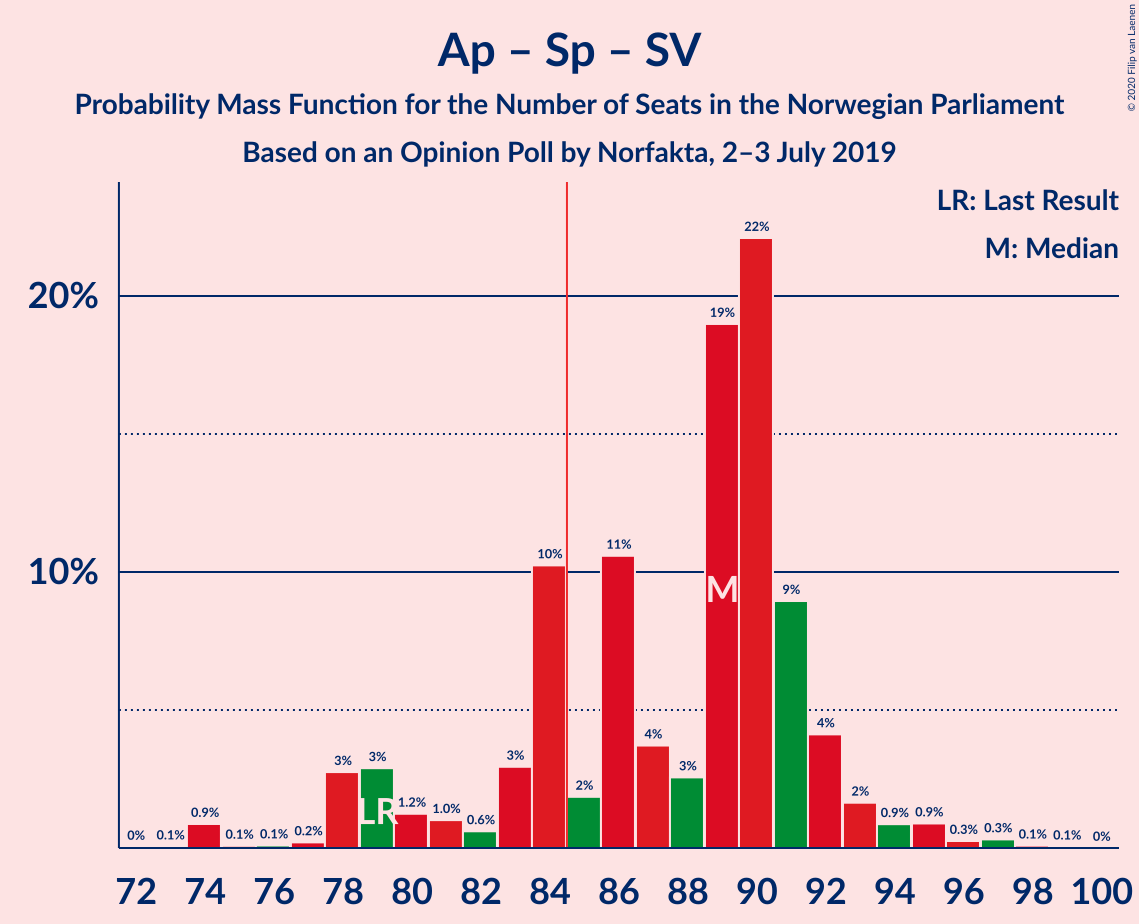 © 2020 Filip van Laenen
Ap – Sp – SV
Probability Mass Function for the Number of Seats in the Norwegian Parliament
Based on an Opinion Poll by Norfakta, 2–3 July 2019
LR: Last Result
M: Median
20%
10%
0% 0.1% 0.9% 0.1% 0.1% 0.2% 3% 3% 1.2% 1.0% 0.6% 3% 10% 2% 11% 4% 3% 19% 22% 9% 4% 2% 0.9% 0.9% 0.3% 0.3% 0.1% 0.1% 0%
LR
M
72 74 76 78 80 82 84 86 88 90 92 94 96 98 100